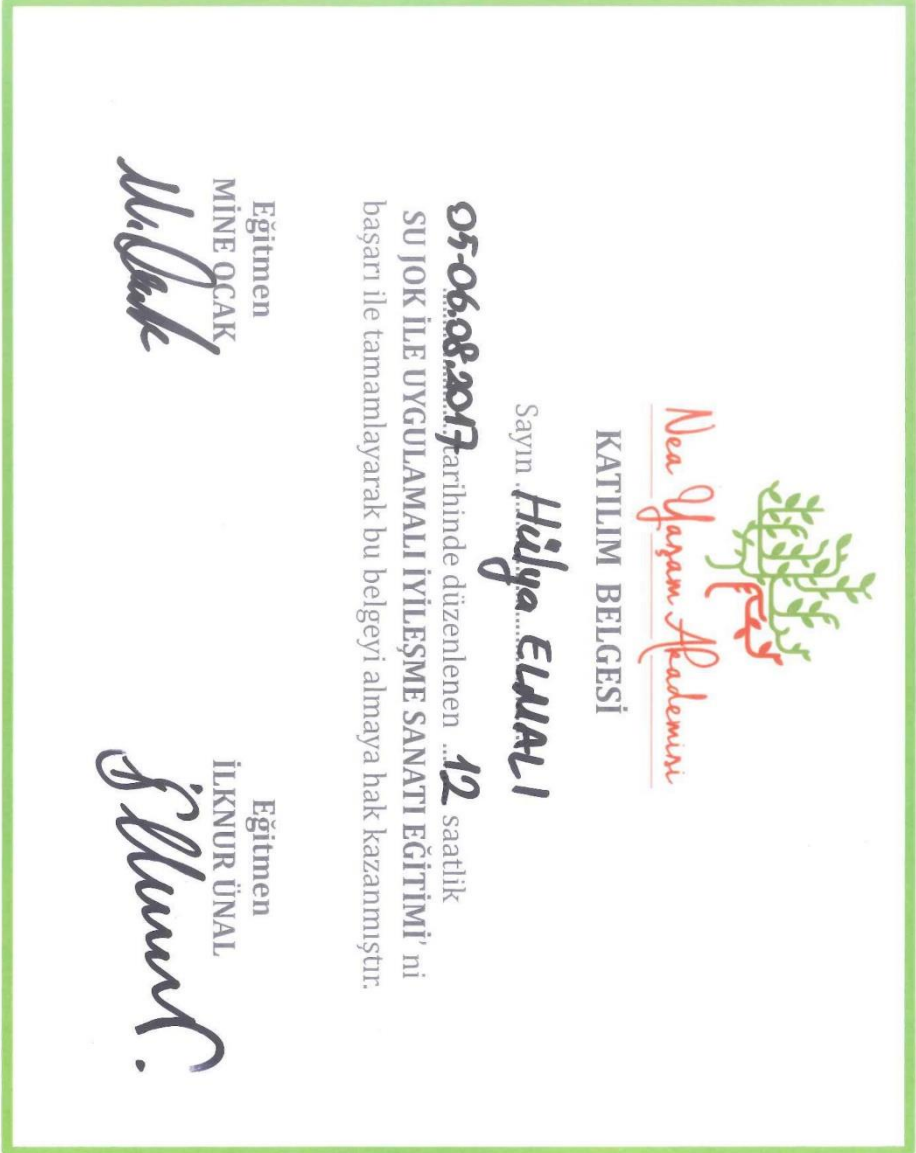 Nea Yaşam Akademisi
KATILIM BELGESİ
Sayın Hülya ELMALI
05-06.08.2017 tarihinde düzenlenen 12 saatlik
SU JOK İLE UYGULAMALI İYİLEŞME SANATI EĞİTİMİ' ni
başarı ile tamamlayarak bu belgeyi almaya hak kazanmıştır.
Eğitmen
MİNE OCAK
Eğitmen
İLKNUR ÜNAL